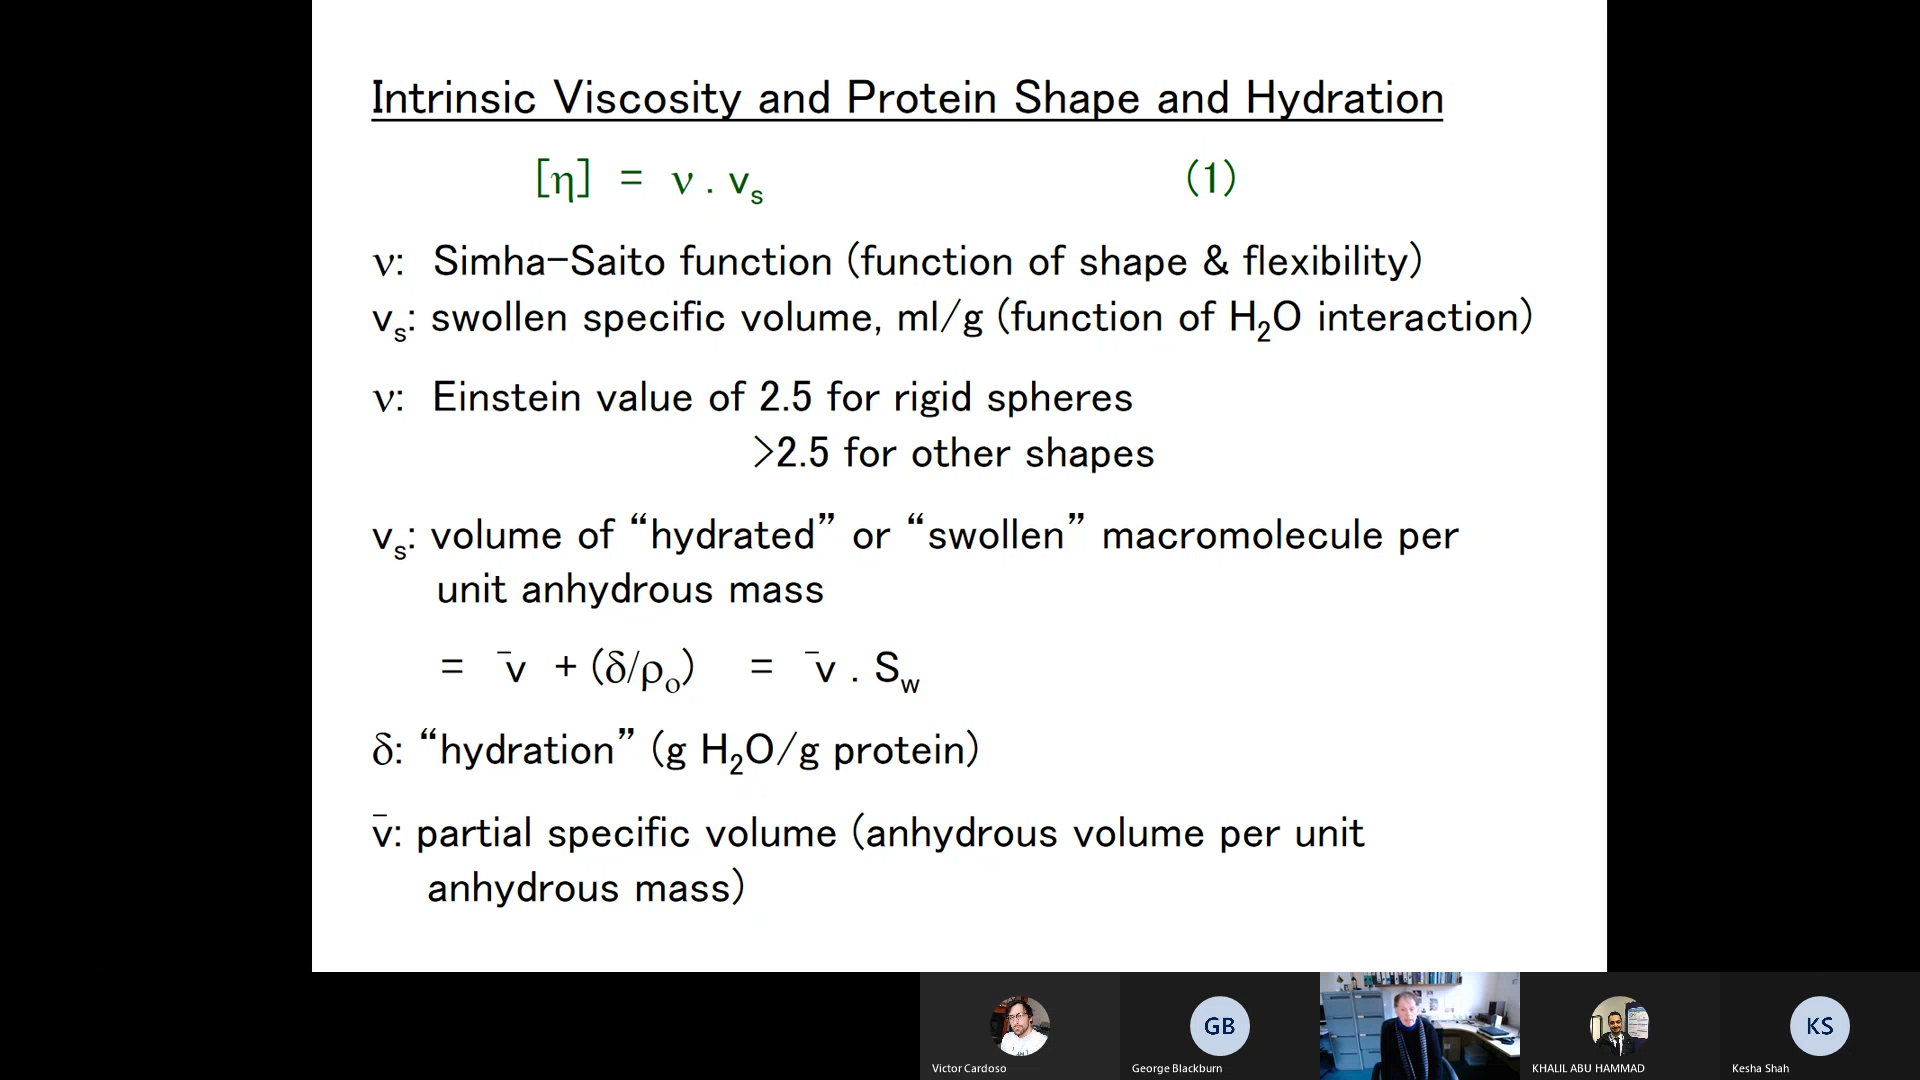 Intrinsic Viscosity and Protein Shape and Hydration
[η] = ν . vₛ (1)
ν: Simha-Saito function (function of shape & flexibility)
vₛ: swollen specific volume, ml/g (function of H₂O interaction)
ν: Einstein value of 2.5 for rigid spheres
>2.5 for other shapes
vₛ: volume of “hydrated” or “swollen” macromolecule per
unit anhydrous mass
= v̄ + (δ/ρₒ) = v̄ . S_w
δ: “hydration” (g H₂O/g protein)
v̄: partial specific volume (anhydrous volume per unit
anhydrous mass)
GB KS
Victor Cardoso George Blackburn KHALIL ABU HAMMAD Kesha Shah